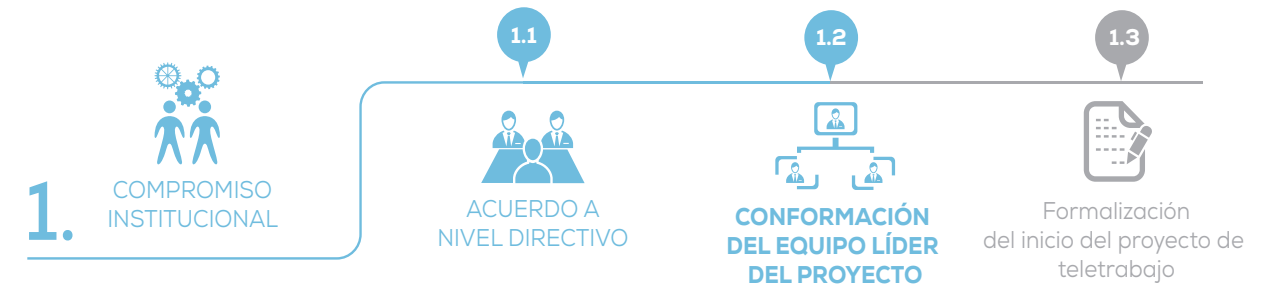 1.
COMPROMISO
INSTITUCIONAL
1.1
ACUERDO A
NIVEL DIRECTIVO
1.2
CONFORMACIÓN
DEL EQUIPO LÍDER
DEL PROYECTO
1.3
Formalización
del inicio del proyecto de
teletrabajo